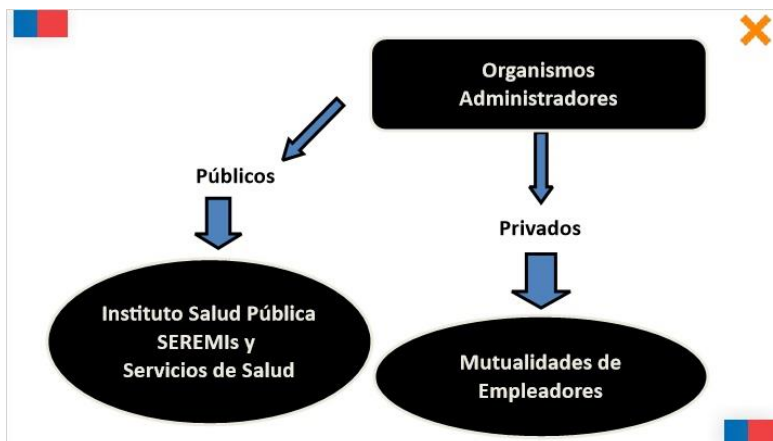 Organismos
Administradores
Públicos
Privados
Instituto Salud Pública
SEREMIs y
Servicios de Salud
Mutualidades de
Empleadores